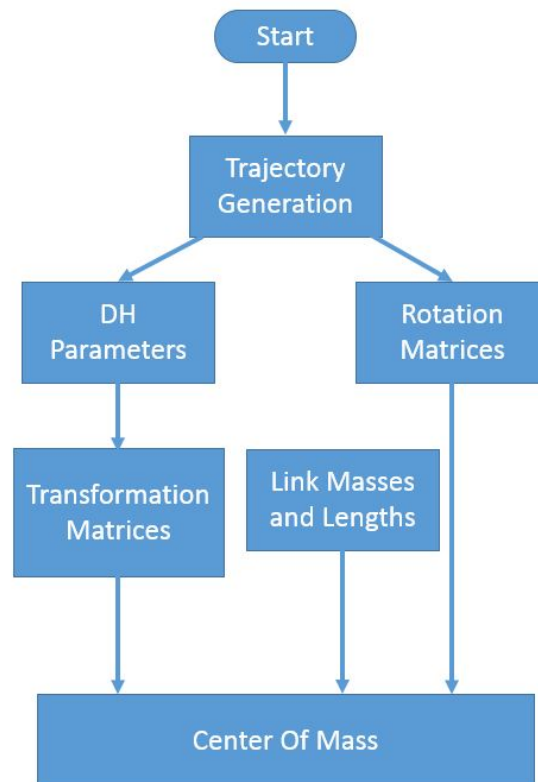 Start
Trajectory
Generation
DH
Parameters
Rotation
Matrices
Transformation
Matrices
Link Masses
and Lengths
Center Of Mass